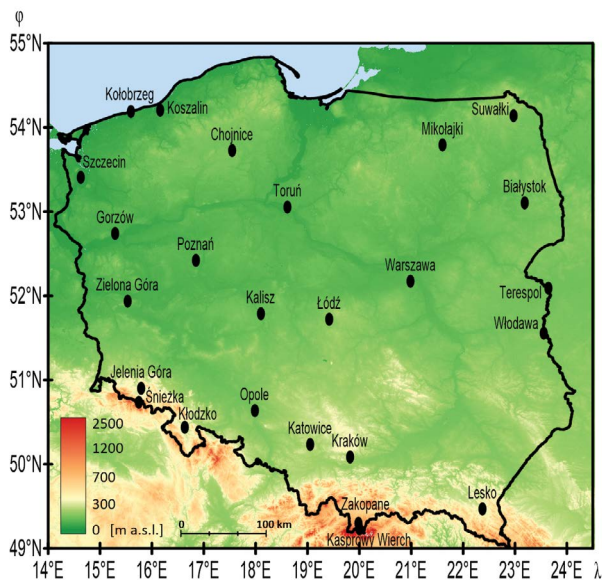 φ
55°N
Kołobrzeg
Koszalin
Suwałki
54°N
Chojnice
Mikołajki
Szczecin
Białystok
Toruń
53°N
Gorzów
Poznań
Warszawa
Zielona Góra
Terespol
52°N
Kalisz
Łódź
Włodawa
51°N
Jelenia Góra
Śnieżka
Kłodzko
Opole
2500
Katowice
1200
Kraków
50°N
700
Lesko
300
Zakopane
0 [m a.s.l.]
0 100 km
Kasprowy Wierch
49°N
14°E 15°E 16°E 17°E 18°E 19°E 20°E 21°E 22°E 23°E 24°E λ